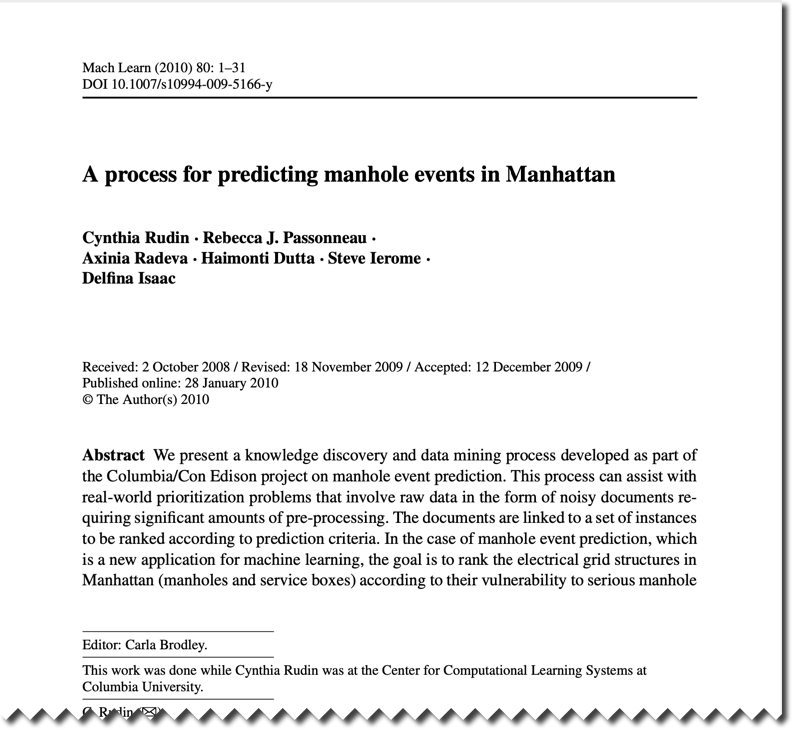 Mach Learn (2010) 80: 1–31
DOI 10.1007/s10994-009-5166-y
A process for predicting manhole events in Manhattan
Cynthia Rudin · Rebecca J. Passonneau ·
Axinia Radeva · Haimonti Dutta · Steve Ierome ·
Delfina Isaac
Received: 2 October 2008 / Revised: 18 November 2009 / Accepted: 12 December 2009 /
Published online: 28 January 2010
© The Author(s) 2010
Abstract We present a knowledge discovery and data mining process developed as part of
the Columbia/Con Edison project on manhole event prediction. This process can assist with
real-world prioritization problems that involve raw data in the form of noisy documents re-
quiring significant amounts of pre-processing. The documents are linked to a set of instances
to be ranked according to prediction criteria. In the case of manhole event prediction, which
is a new application for machine learning, the goal is to rank the electrical grid structures in
Manhattan (manholes and service boxes) according to their vulnerability to serious manhole
Editor: Carla Brodley.
This work was done while Cynthia Rudin was at the Center for Computational Learning Systems at
Columbia University.
C. Rudin